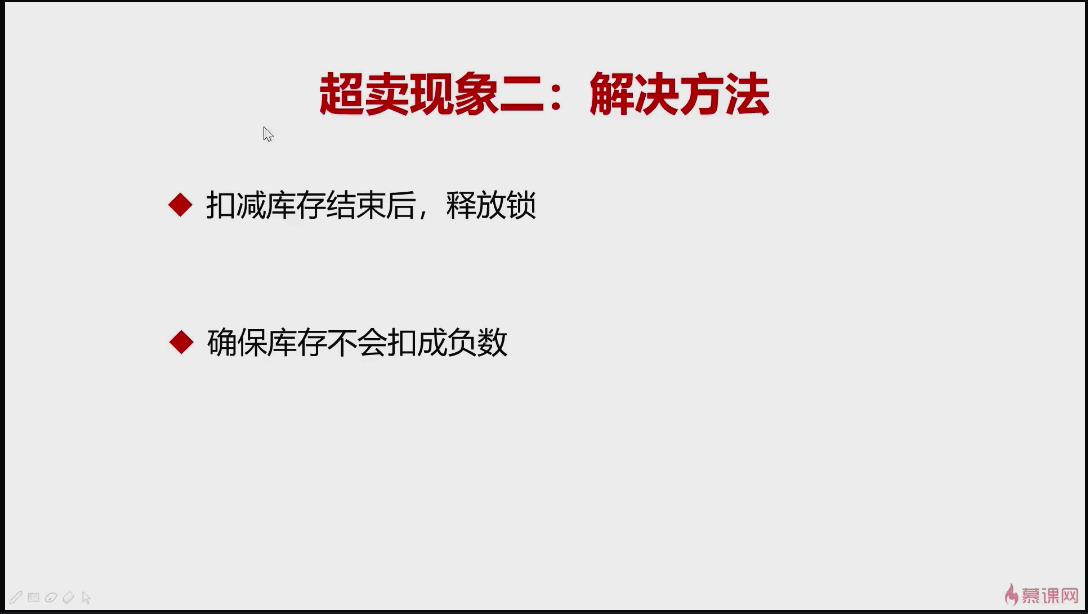 超卖现象二：解决方法
扣减库存结束后，释放锁
确保库存不会扣成负数
慕课网